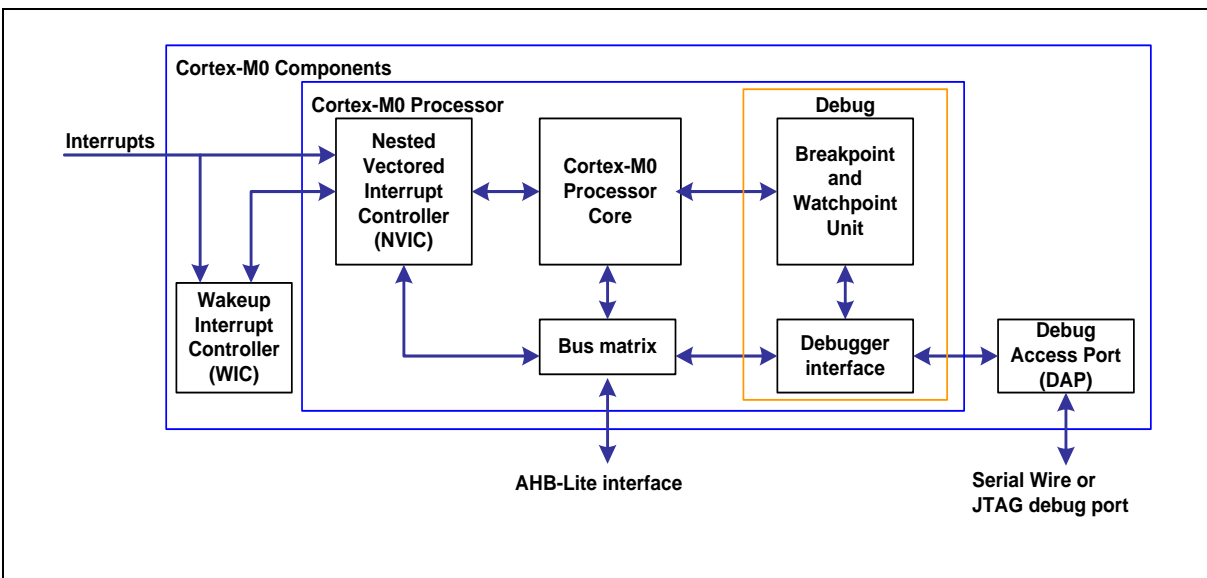 Cortex-M0 Components
Cortex-M0 Processor
Debug
Interrupts
Nested
Vectored
Interrupt
Controller
(NVIC)
Cortex-M0
Processor
Core
Breakpoint
and
Watchpoint
Unit
Wakeup
Interrupt
Controller
(WIC)
Bus matrix
Debugger
interface
Debug
Access Port
(DAP)
AHB-Lite interface
Serial Wire or
JTAG debug port